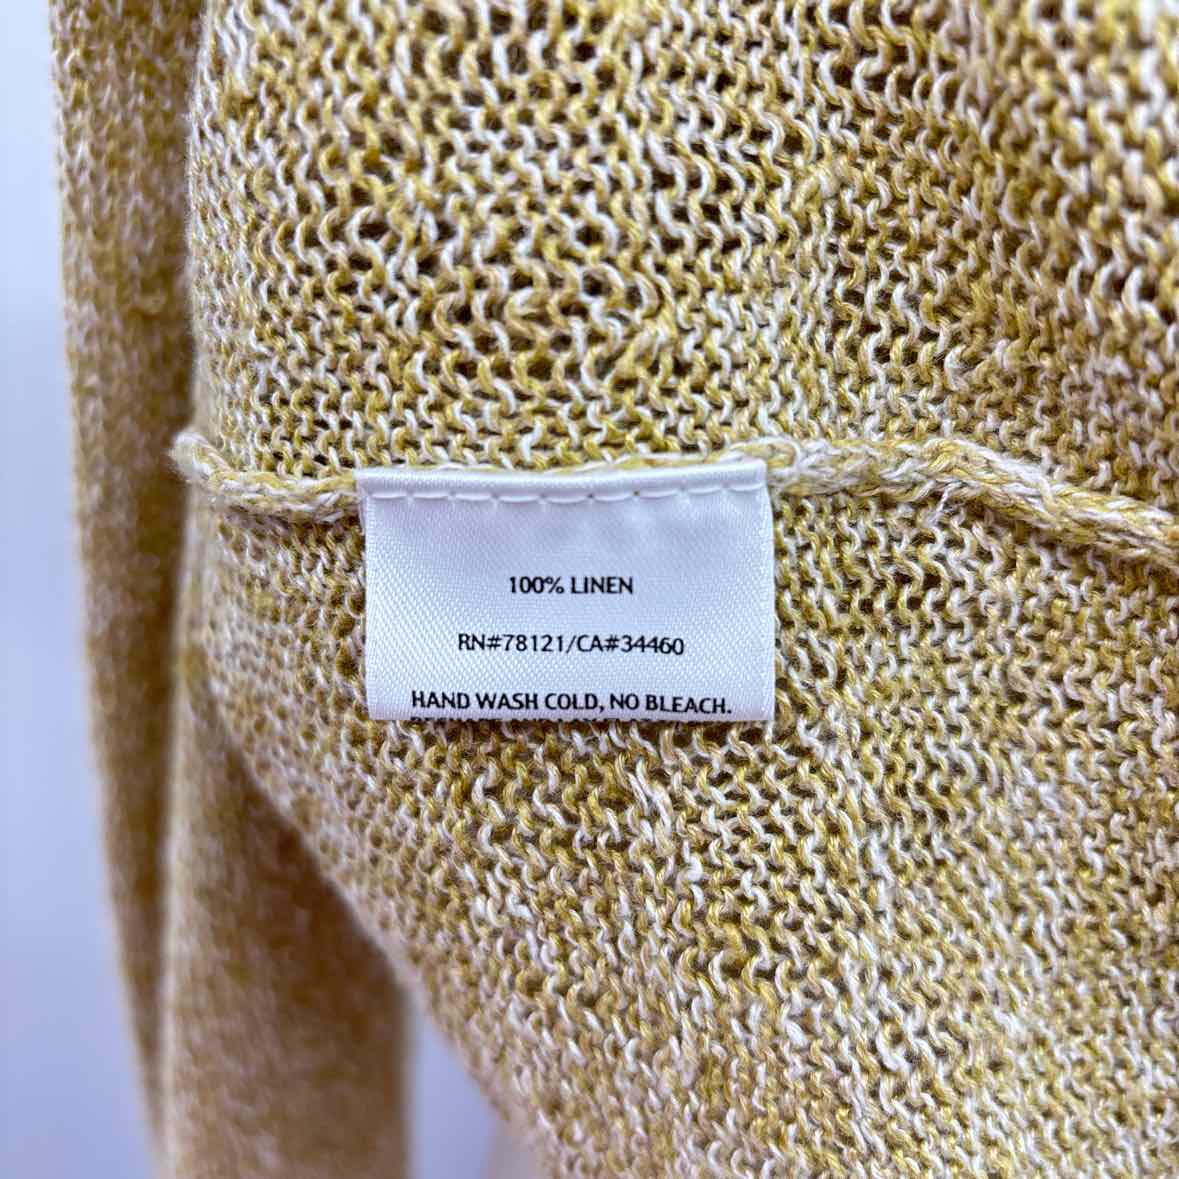 100% LINEN
RN#78121/CA#34460
HAND WASH COLD, NO BLEACH.